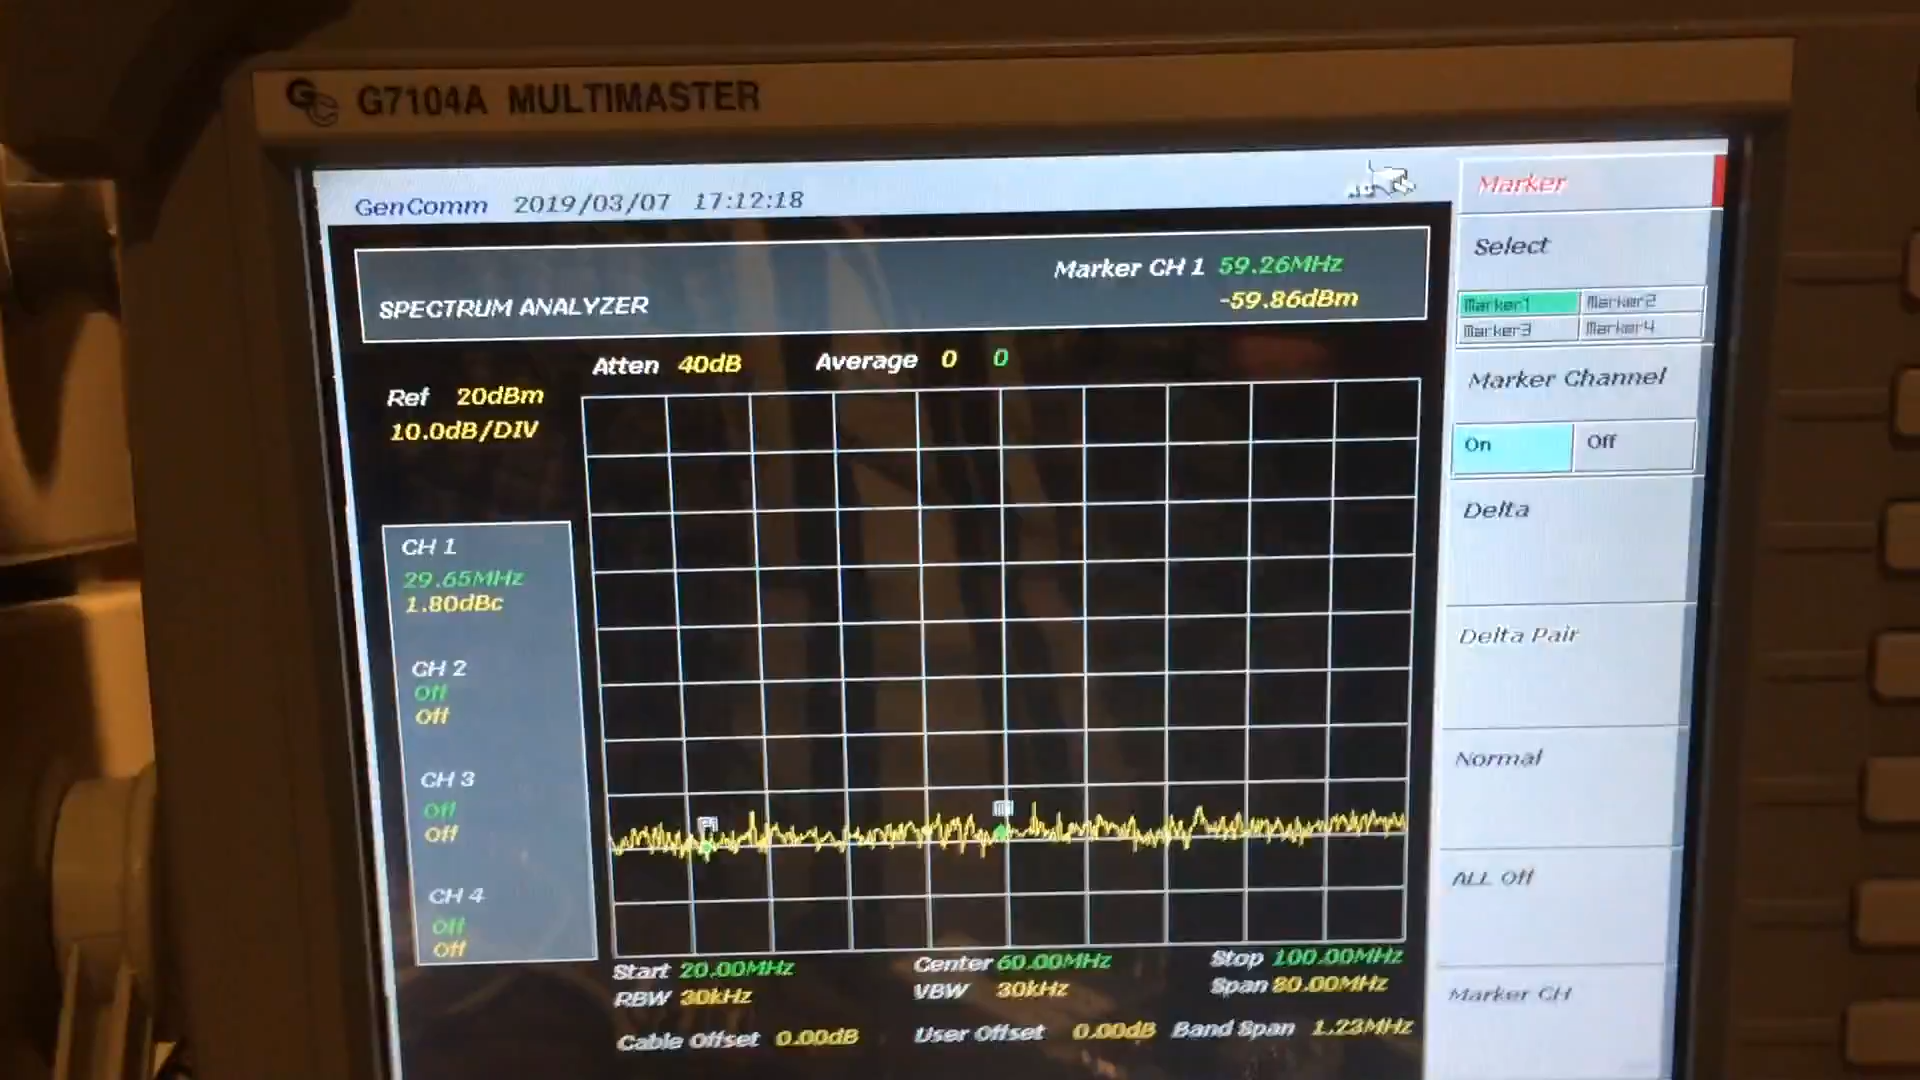 GC G7104A MULTIMASTER
GenComm 2019/03/07 17:12:18
Marker CH 1 59.26MHz
-59.86dBm
SPECTRUM ANALYZER
Atten 40dB Average 0 0
Ref 20dBm
10.0dB/DIV
CH 1
29.65MHz
1.80dBc
CH 2
Off
Off
CH 3
Off
Off
CH 4
Off
Off
Start 20.00MHz Center 60.00MHz Stop 100.00MHz
RBW 30kHz VBW 30kHz Span 80.00MHz
Cable Offset 0.00dB User Offset 0.00dB Band Span 1.23MHz
Marker
Select
Marker1 Marker2
Marker3 Marker4
Marker Channel
On Off
Delta
Delta Pair
Normal
ALL Off
Marker CH